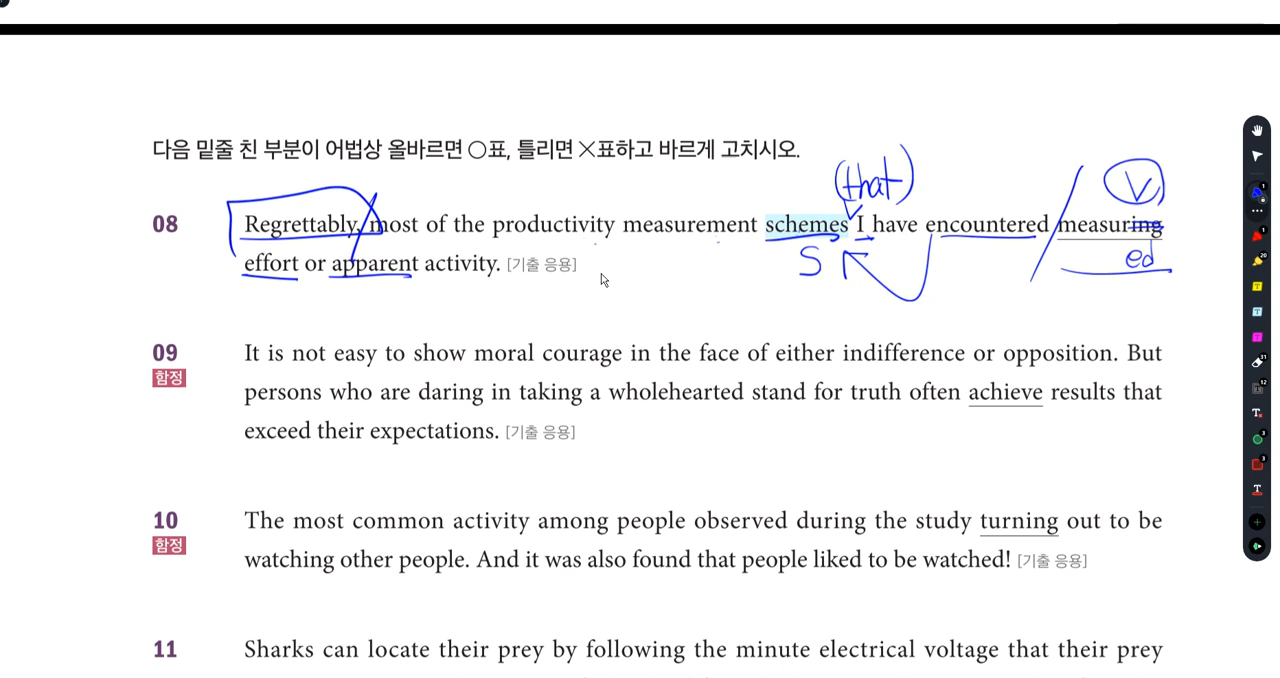 다음 밑줄 친 부분이 어법상 올바르면 ○표, 틀리면 ×표하고 바르게 고치시오.
(that)
V
08 Regrettably, most of the productivity measurement schemes I have encountered measuring
effort or apparent activity. [기출 응용]
S
ed
09 It is not easy to show moral courage in the face of either indifference or opposition. But
함정
persons who are daring in taking a wholehearted stand for truth often achieve results that
exceed their expectations. [기출 응용]
10 The most common activity among people observed during the study turning out to be
함정
watching other people. And it was also found that people liked to be watched! [기출 응용]
11 Sharks can locate their prey by following the minute electrical voltage that their prey